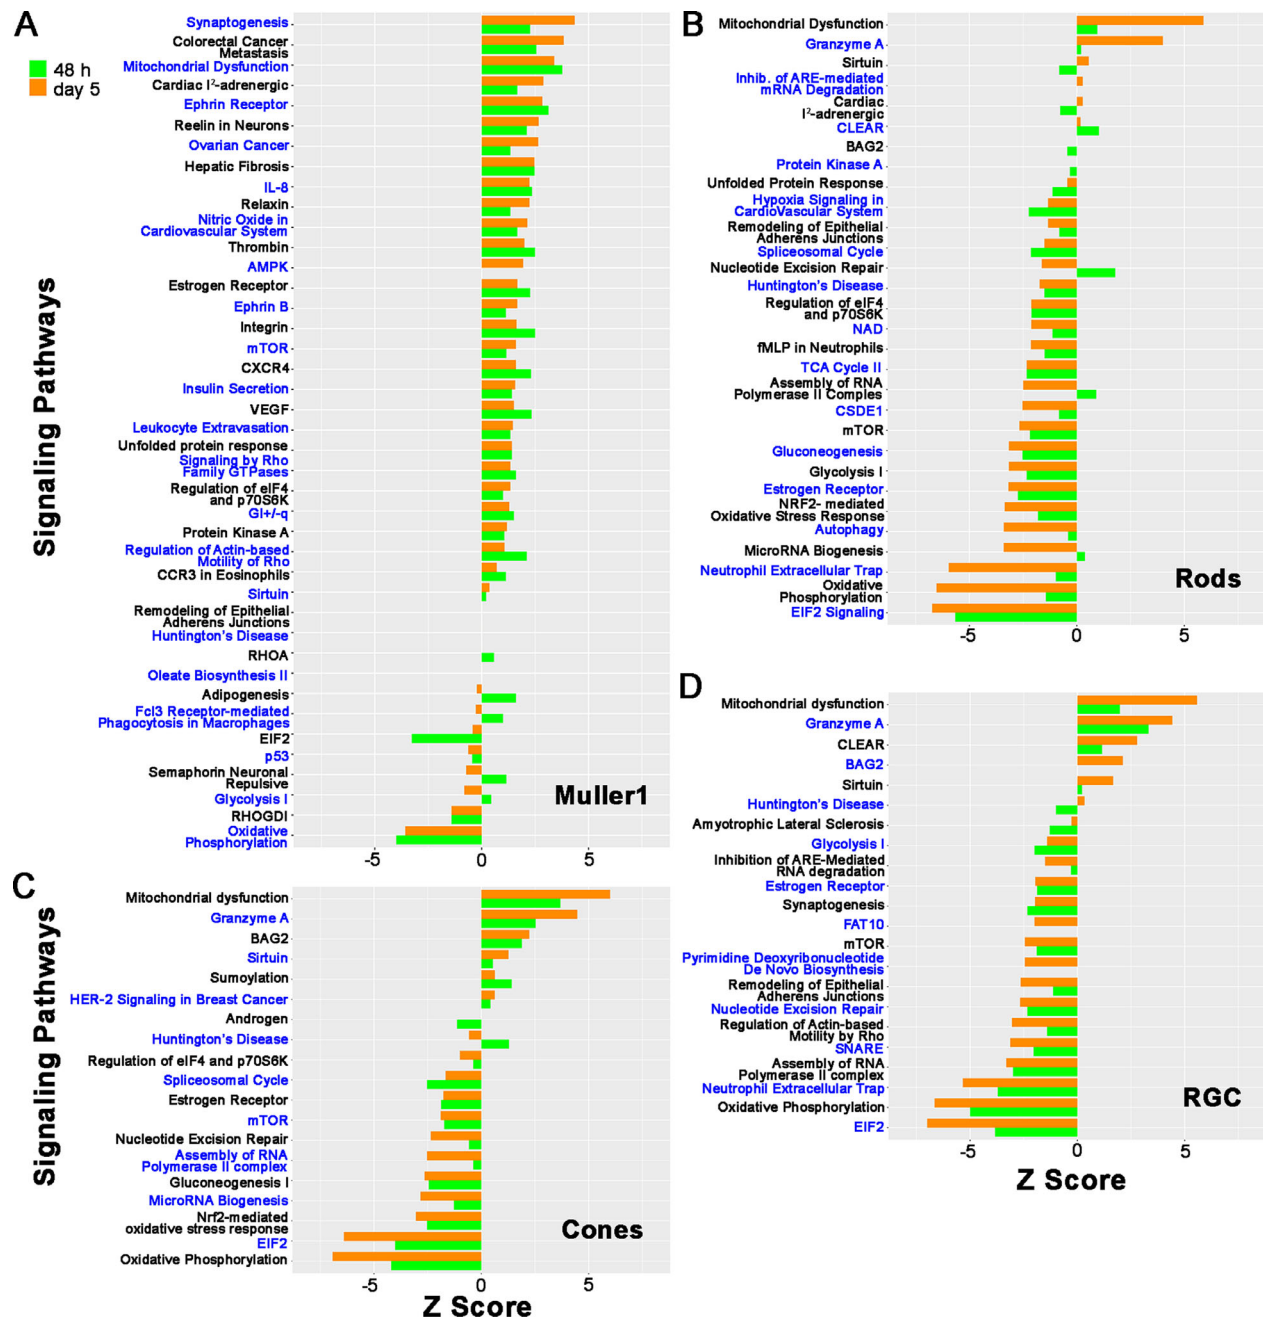 A
48 h
day 5
Signaling Pathways
Synaptogenesis
Colorectal Cancer
Metastasis
Mitochondrial Dysfunction
Cardiac I²-adrenergic
Ephrin Receptor
Reelin in Neurons
Ovarian Cancer
Hepatic Fibrosis
IL-8
Relaxin
Nitric Oxide in
Cardiovascular System
Thrombin
AMPK
Estrogen Receptor
Ephrin B
Integrin
mTOR
CXCR4
Insulin Secretion
VEGF
Leukocyte Extravasation
Unfolded protein response
Signaling by Rho
Family GTPases
Regulation of eIF4
and p70S6K
GI+/-q
Protein Kinase A
Regulation of Actin-based
Motility of Rho
CCR3 in Eosinophils
Sirtuin
Remodeling of Epithelial
Adherens Junctions
Huntington's Disease
RHOA
Oleate Biosynthesis II
Adipogenesis
FcI3 Receptor-mediated
Phagocytosis in Macrophages
EIF2
p53
Semaphorin Neuronal
Repulsive
Glycolysis I
RHOGDI
Oxidative
Phosphorylation
Muller1
-5 0 5
B
Mitochondrial Dysfunction
Granzyme A
Sirtuin
Inhib. of ARE-mediated
mRNA Degradation
Cardiac
I²-adrenergic
CLEAR
BAG2
Protein Kinase A
Unfolded Protein Response
Hypoxia Signaling in
CardioVascular System
Remodeling of Epithelial
Adherens Junctions
Spliceosomal Cycle
Nucleotide Excision Repair
Huntington's Disease
Regulation of eIF4
and p70S6K
NAD
fMLP in Neutrophils
TCA Cycle II
Assembly of RNA
Polymerase II Comples
CSDE1
mTOR
Gluconeogenesis
Glycolysis I
Estrogen Receptor
NRF2- mediated
Oxidative Stress Response
Autophagy
MicroRNA Biogenesis
Neutrophil Extracellular Trap
Oxidative
Phosphorylation
EIF2 Signaling
Rods
-5 0 5
C
Signaling Pathways
Mitochondrial dysfunction
Granzyme A
BAG2
Sirtuin
Sumoylation
HER-2 Signaling in Breast Cancer
Androgen
Huntington's Disease
Regulation of eIF4 and p70S6K
Spliceosomal Cycle
Estrogen Receptor
mTOR
Nucleotide Excision Repair
Assembly of RNA
Polymerase II complex
Gluconeogenesis I
MicroRNA Biogenesis
Nrf2-mediated
oxidative stress response
EIF2
Oxidative Phosphorylation
Cones
-5 0 5
Z Score
D
Mitochondrial dysfunction
Granzyme A
CLEAR
BAG2
Sirtuin
Huntington's Disease
Amyotrophic Lateral Sclerosis
Glycolysis I
Inhibition of ARE-Mediated
RNA degradation
Estrogen Receptor
Synaptogenesis
FAT10
mTOR
Pyrimidine Deoxyribonucleotide
De Novo Biosynthesis
Remodeling of Epithelial
Adherens Junctions
Nucleotide Excision Repair
Regulation of Actin-based
Motility by Rho
SNARE
Assembly of RNA
Polymerase II complex
Neutrophil Extracellular Trap
Oxidative Phosphorylation
EIF2
RGC
-5 0 5
Z Score